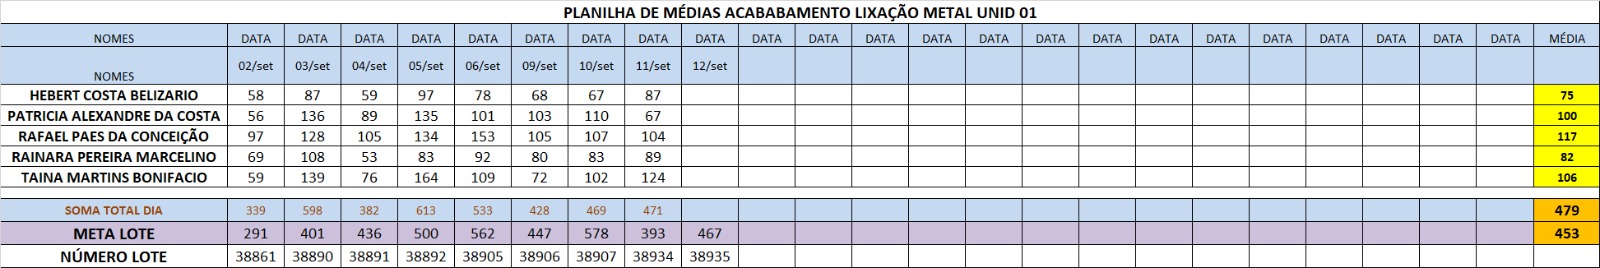 PLANILHA DE MÉDIAS ACABABAMENTO LIXAÇÃO METAL UNID 01
NOMES DATA DATA DATA DATA DATA DATA DATA DATA DATA DATA DATA DATA DATA DATA DATA DATA DATA DATA DATA DATA DATA DATA DATA MÉDIA
NOMES 02/set 03/set 04/set 05/set 06/set 09/set 10/set 11/set 12/set
HEBERT COSTA BELIZARIO 58 87 59 97 78 68 67 87 75
PATRICIA ALEXANDRE DA COSTA 56 136 89 135 101 103 110 67 100
RAFAEL PAES DA CONCEIÇÃO 97 128 105 134 153 105 107 104 117
RAINARA PEREIRA MARCELINO 69 108 53 83 92 80 83 89 82
TAINA MARTINS BONIFACIO 59 139 76 164 109 72 102 124 106
SOMA TOTAL DIA 339 598 382 613 533 428 469 471 479
META LOTE 291 401 436 500 562 447 578 393 467 453
NÚMERO LOTE 38861 38890 38891 38892 38905 38906 38907 38934 38935